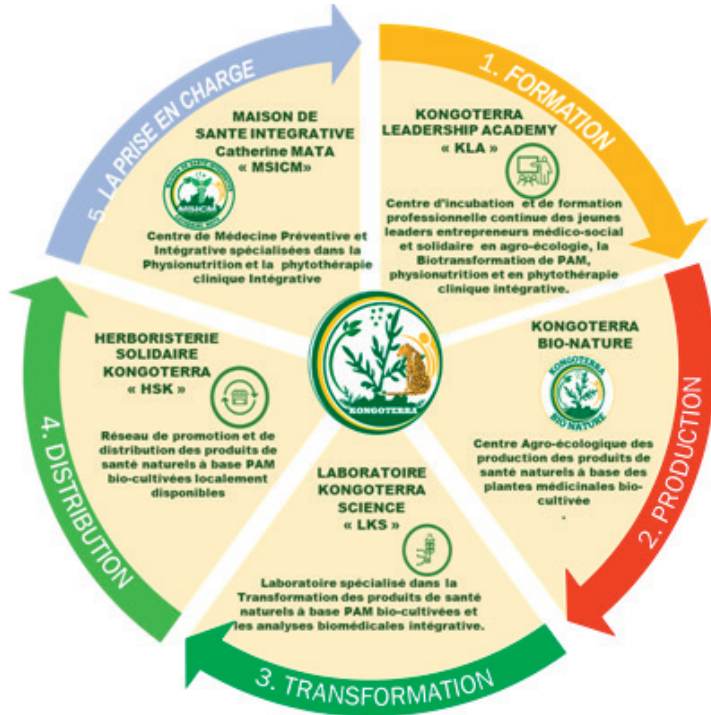 1. FORMATION
KONGOTERRA
LEADERSHIP ACADEMY
« KLA »
Centre d'incubation et de formation
professionnelle continue des jeunes
leaders entrepreneurs médico-social
et solidaire en agro-écologie, la
Biotransformation de PAM,
physionutrition et en phytothérapie
clinique intégrative.
2. PRODUCTION
KONGOTERRA
BIO-NATURE
KONGOTERRA
BIO NATURE
Centre Agro-écologique des
production des produits de
santé naturels à base des
plantes médicinales bio-
cultivée
.
3. TRANSFORMATION
LABORATOIRE
KONGOTERRA
SCIENCE
« LKS »
Laboratoire spécialisé dans la
Transformation des produits de santé
naturels à base PAM bio-cultivées et
les analyses biomédicales intégrative.
4. DISTRIBUTION
HERBORISTERIE
SOLIDAIRE
KONGOTERRA
« HSK »
Réseau de promotion et de
distribution des produits de
santé naturels à base PAM
bio-cultivées localement
disponibles
5. LA PRISE EN CHARGE
MAISON DE
SANTE INTEGRATIVE
Catherine MATA
« MSICM»
MSICM
Centre de Médecine Préventive et
Intégrative spécialisées dans la
Physionutrition et la phytothérapie
clinique Intégrative
KONGOTERRA